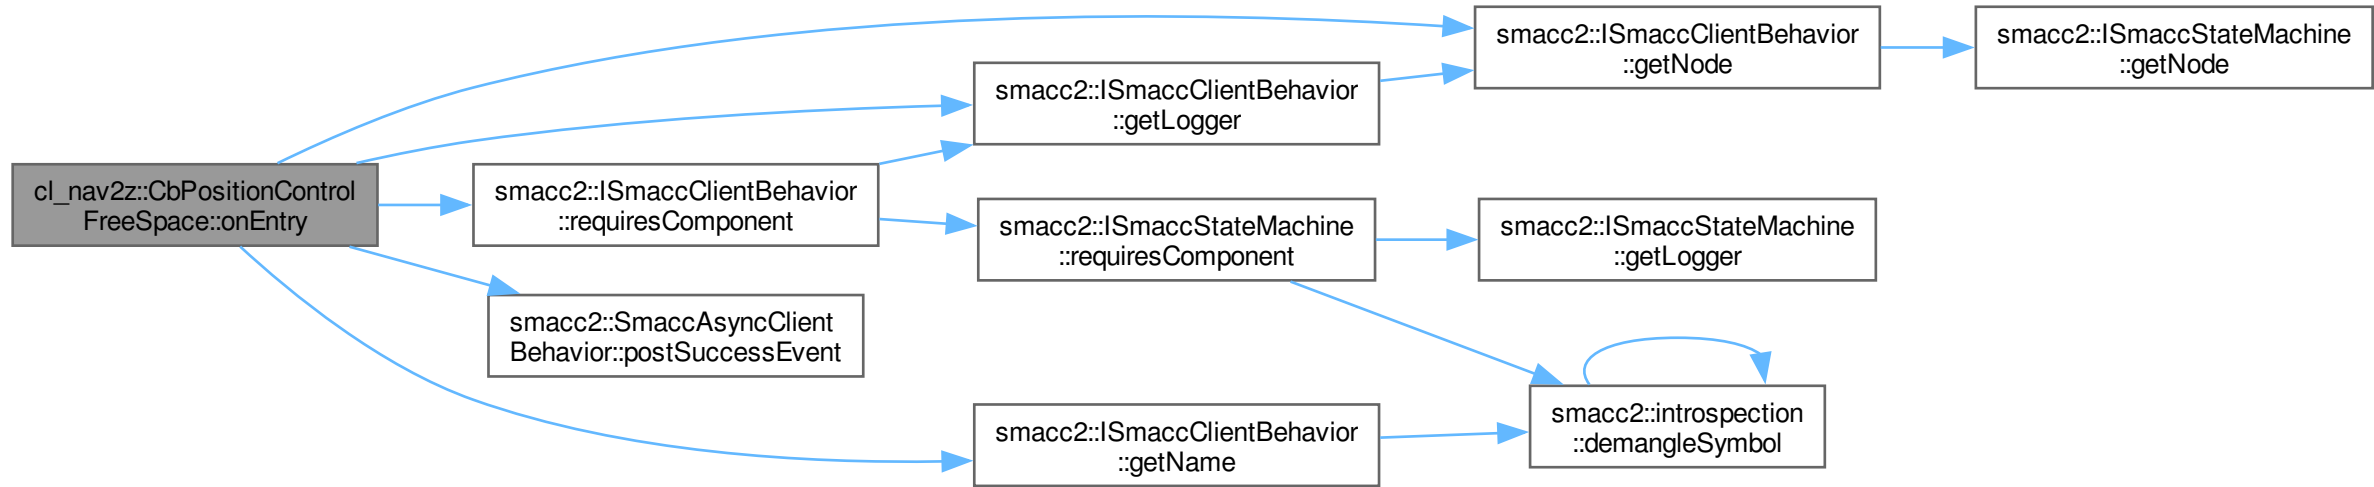 cl_nav2z::CbPositionControl
FreeSpace::onEntry
smacc2::ISmaccClientBehavior
::requiresComponent
smacc2::SmaccAsyncClient
Behavior::postSuccessEvent
smacc2::ISmaccClientBehavior
::getLogger
smacc2::ISmaccStateMachine
::requiresComponent
smacc2::ISmaccClientBehavior
::getName
smacc2::ISmaccClientBehavior
::getNode
smacc2::ISmaccStateMachine
::getLogger
smacc2::introspection
::demangleSymbol
smacc2::ISmaccStateMachine
::getNode